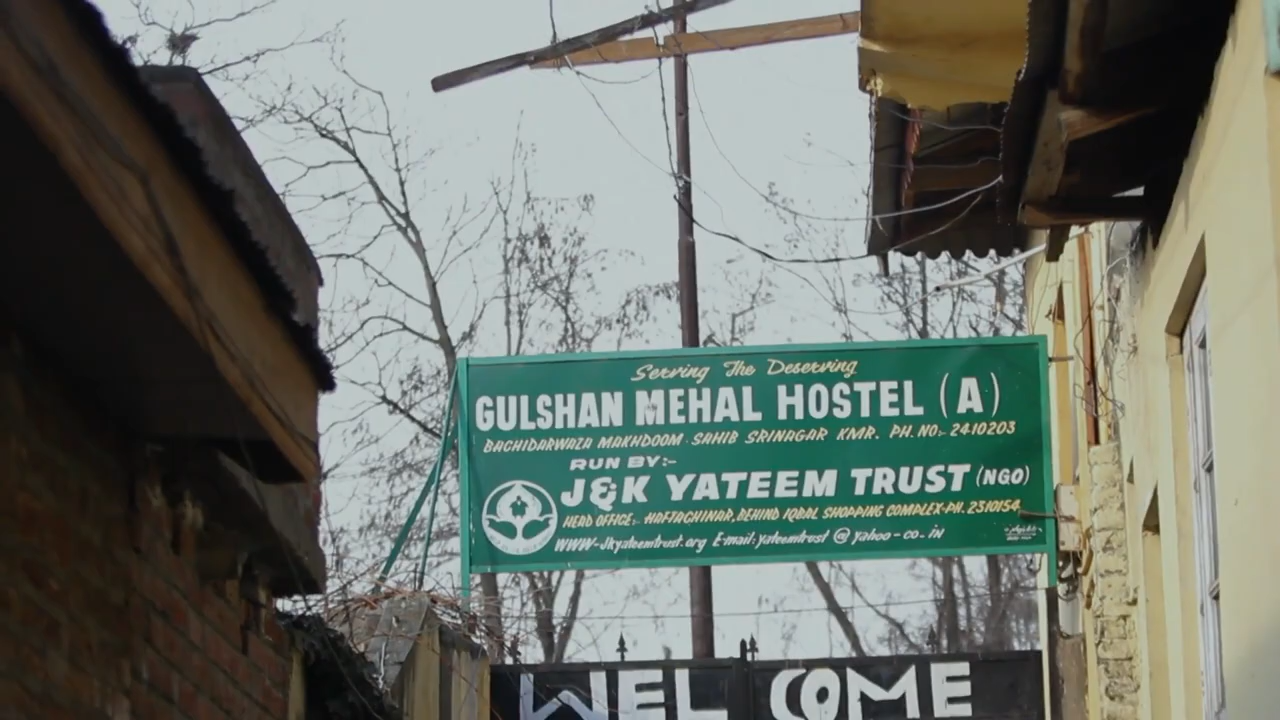 Serving The Deserving
GULSHAN MEHAL HOSTEL (A)
BACHIDARWAZA MAKHDOOM SAHIB SRINAGAR KMR. PH. NO:- 2410203
RUN BY:-
J&K YATEEM TRUST (NGO)
HEAD OFFICE:- HAFTACHINAR, BEHIND IQBAL SHOPPING COMPLEX-PH. 2310154
WWW-Jkyateemtrust.org E-mail: yateemtrust @ yahoo-co-in
WEL COME